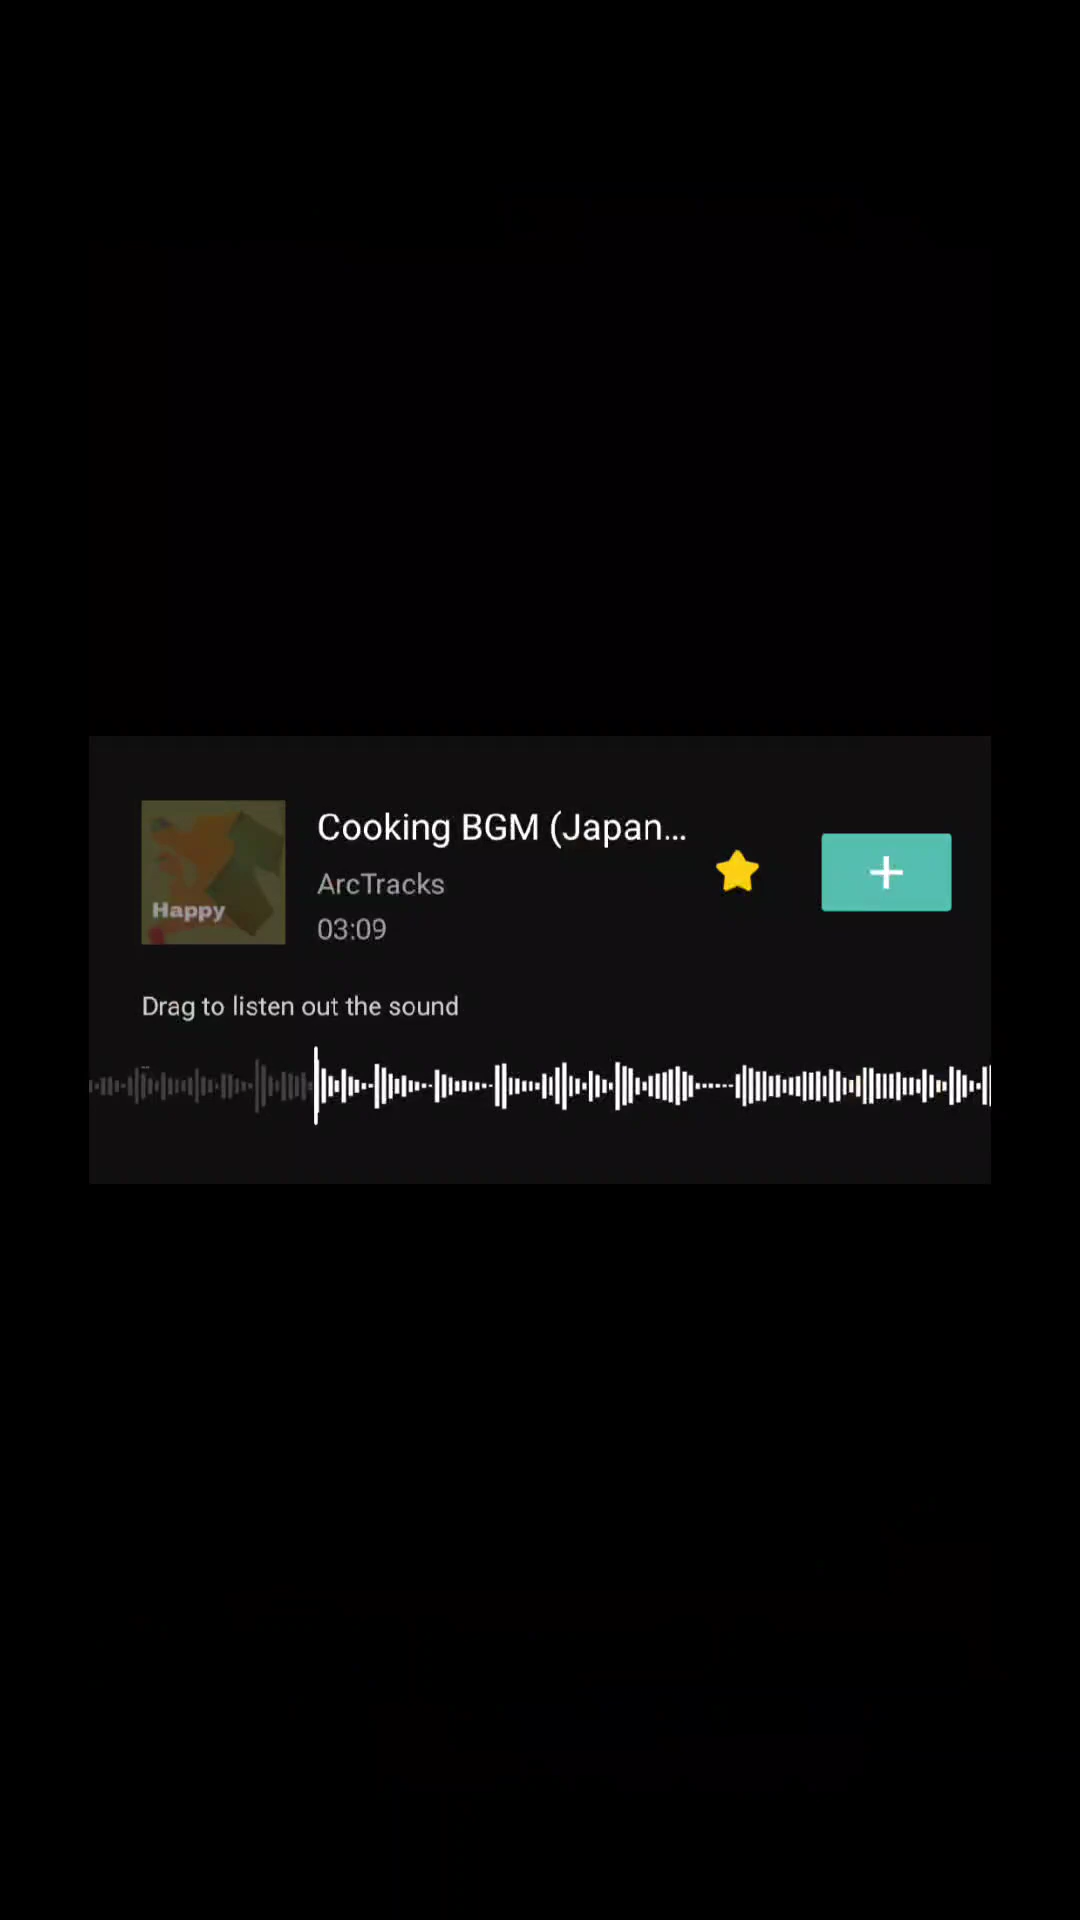 Cooking BGM (Japan...
ArcTracks
03:09
Happy
Drag to listen out the sound